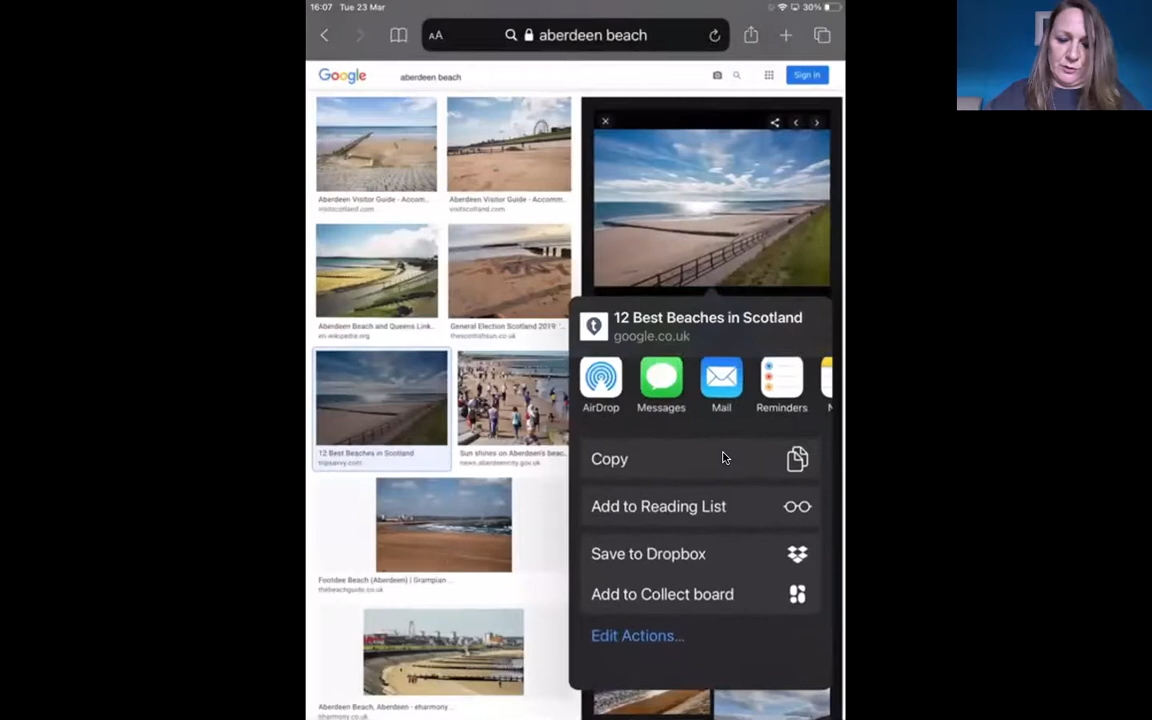 16:07 Tue 23 Mar
30%
AA
aberdeen beach
Google
aberdeen beach
Sign in
Aberdeen Visitor Guide - Accom...
visitscotland.com
Aberdeen Visitor Guide - Accomm...
visitscotland.com
Aberdeen Beach and Queens Link...
en.wikipedia.org
General Election Scotland 2019: '...
thescottishsun.co.uk
12 Best Beaches in Scotland
tripsavvy.com
Sun shines on Aberdeen's beac...
news.aberdeencity.gov.uk
Footdee Beach (Aberdeen) | Grampian ...
thebeachguide.co.uk
Aberdeen Beach, Aberdeen - eharmony ...
eharmony.co.uk
12 Best Beaches in Scotland
google.co.uk
AirDrop
Messages
Mail
Reminders
Copy
Add to Reading List
Save to Dropbox
Add to Collect board
Edit Actions...